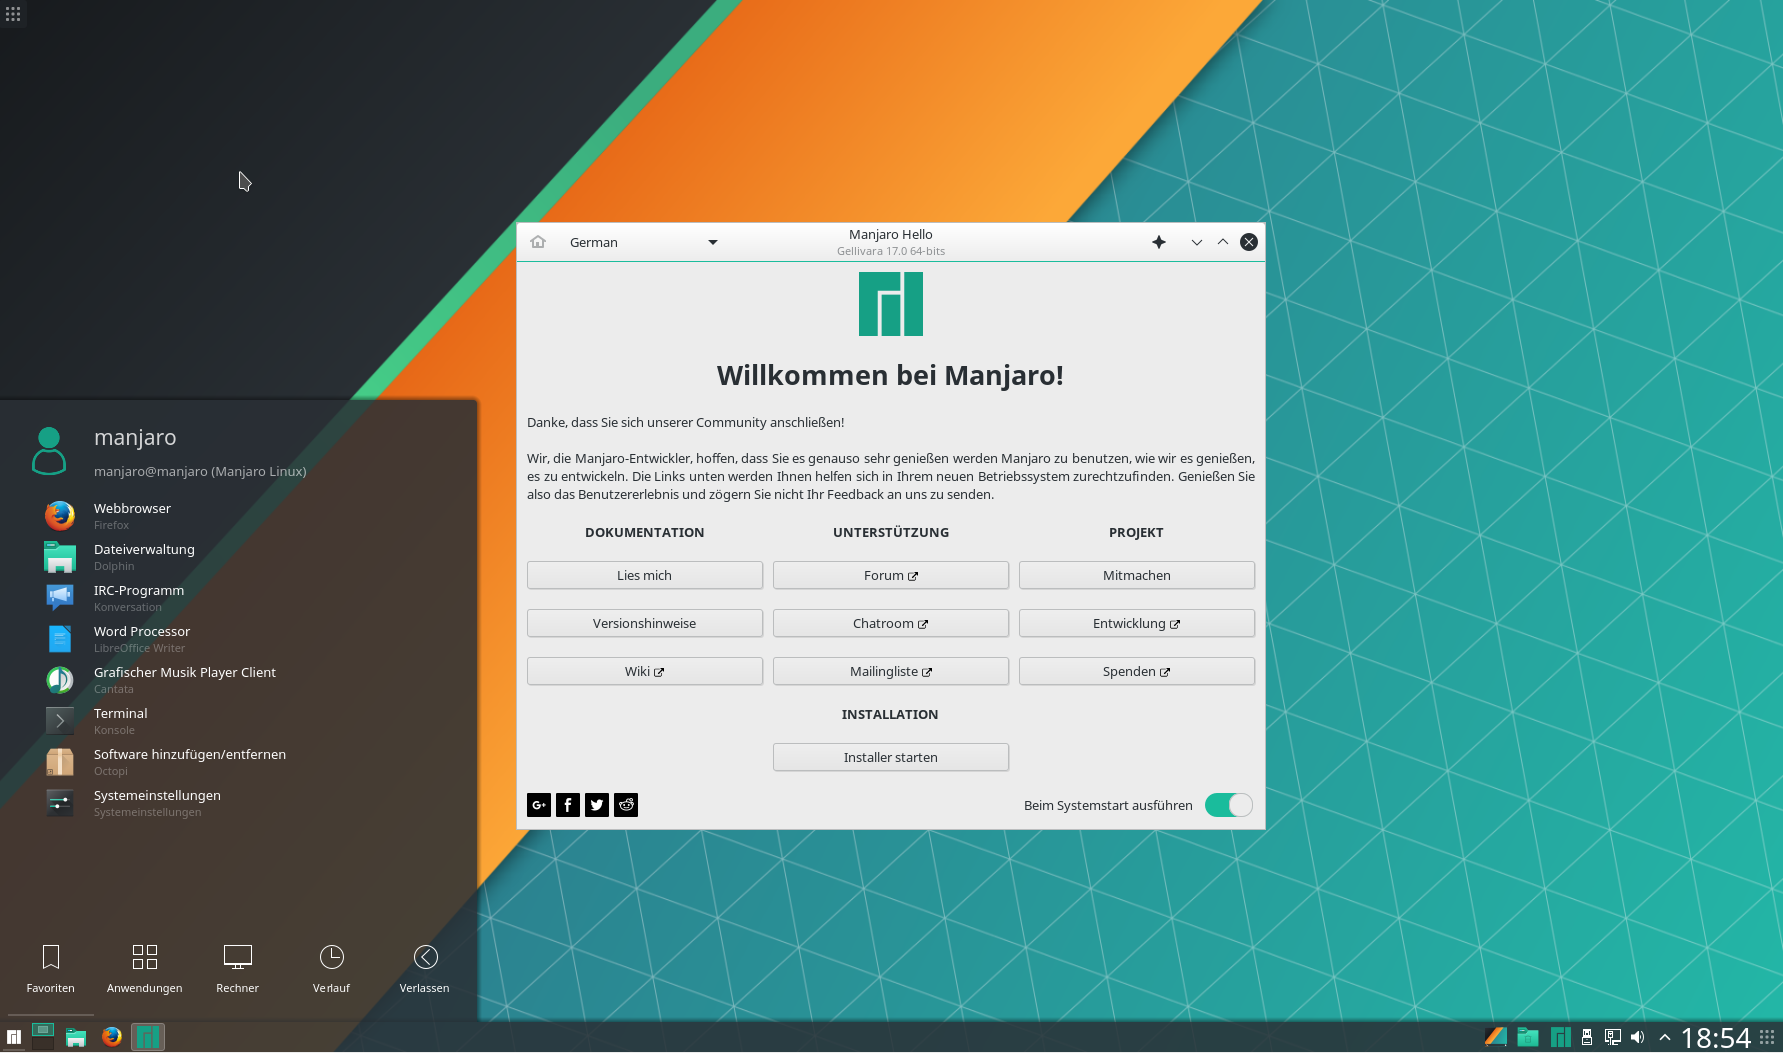 German
Manjaro Hello
Gellivara 17.0 64-bits
Willkommen bei Manjaro!
Danke, dass Sie sich unserer Community anschließen!
Wir, die Manjaro-Entwickler, hoffen, dass Sie es genauso sehr genießen werden Manjaro zu benutzen, wie wir es genießen,
es zu entwickeln. Die Links unten werden Ihnen helfen sich in Ihrem neuen Betriebssystem zurechtzufinden. Genießen Sie
also das Benutzererlebnis und zögern Sie nicht Ihr Feedback an uns zu senden.
DOKUMENTATION
UNTERSTÜTZUNG
PROJEKT
Lies mich
Forum
Mitmachen
Versionshinweise
Chatroom
Entwicklung
Wiki
Mailingliste
Spenden
INSTALLATION
Installer starten
Beim Systemstart ausführen
manjaro
manjaro@manjaro (Manjaro Linux)
Webbrowser
Firefox
Dateiverwaltung
Dolphin
IRC-Programm
Konversation
Word Processor
LibreOffice Writer
Grafischer Musik Player Client
Cantata
Terminal
Konsole
Software hinzufügen/entfernen
Octopi
Systemeinstellungen
Systemeinstellungen
Favoriten
Anwendungen
Rechner
Verlauf
Verlassen
18:54